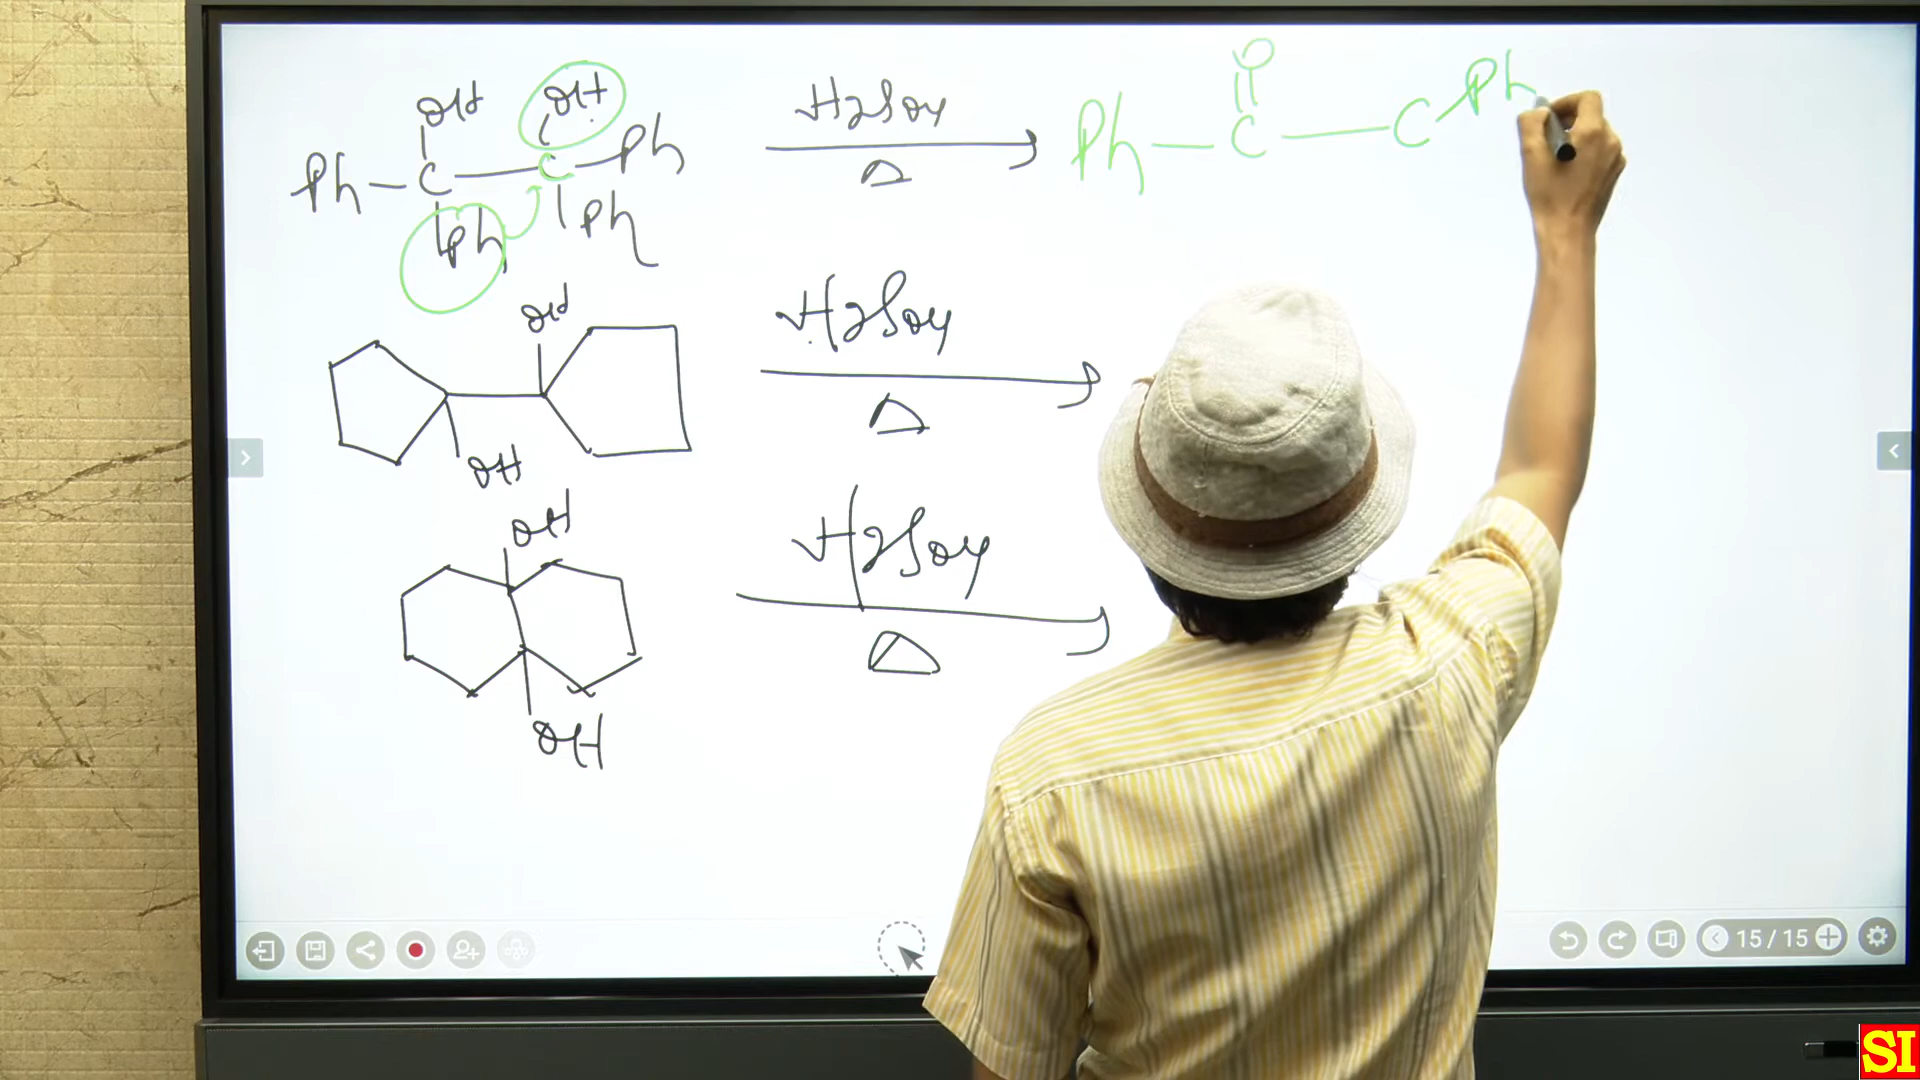 OH OH
Ph-C-C-Ph
Ph Ph
H2SO4
Δ
O
Ph-C-C Ph
OH
OH
H2SO4
Δ
OH
OH
H2SO4
Δ
15/15
SI